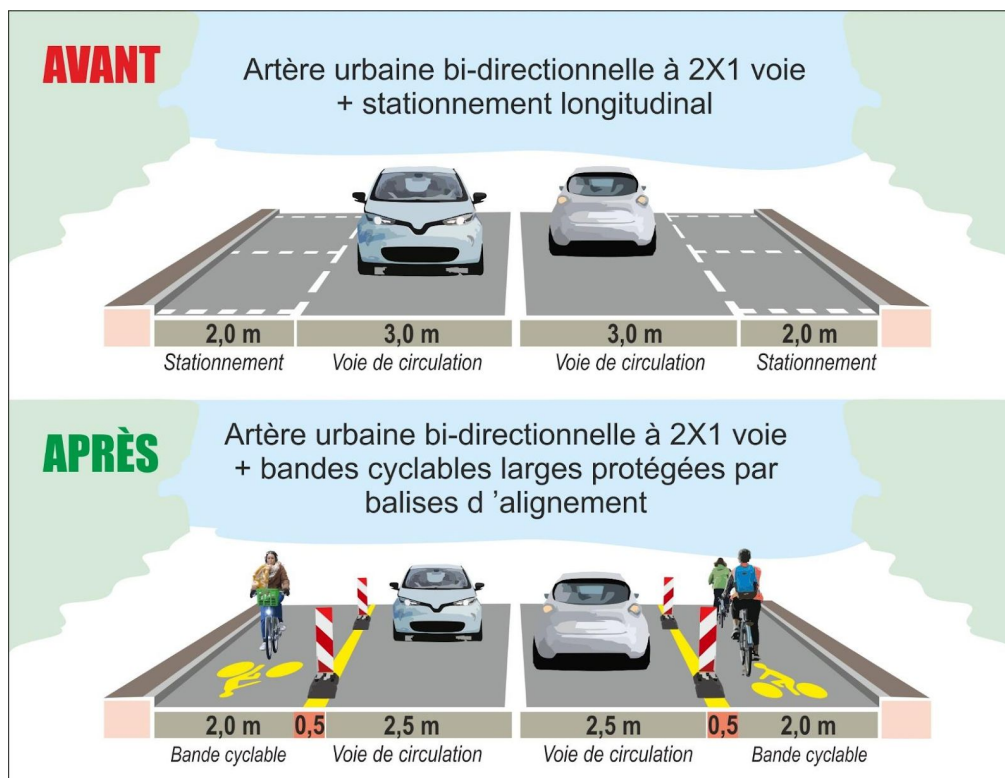 AVANT
Artère urbaine bi-directionnelle à 2X1 voie
+ stationnement longitudinal
2,0 m 3,0 m 3,0 m 2,0 m
Stationnement Voie de circulation Voie de circulation Stationnement
APRÈS
Artère urbaine bi-directionnelle à 2X1 voie
+ bandes cyclables larges protégées par
balises d ’alignement
2,0 m 0,5 2,5 m 2,5 m 0,5 2,0 m
Bande cyclable Voie de circulation Voie de circulation Bande cyclable